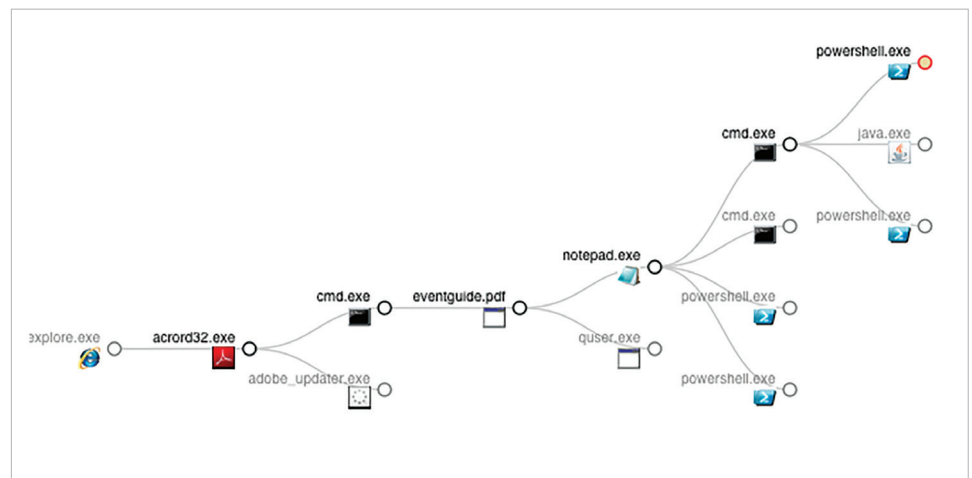 powershell.exe
cmd.exe
java.exe
cmd.exe
powershell.exe
notepad.exe
cmd.exe
eventguide.pdf
powershell.exe
explore.exe
acrord32.exe
quser.exe
adobe_updater.exe
powershell.exe